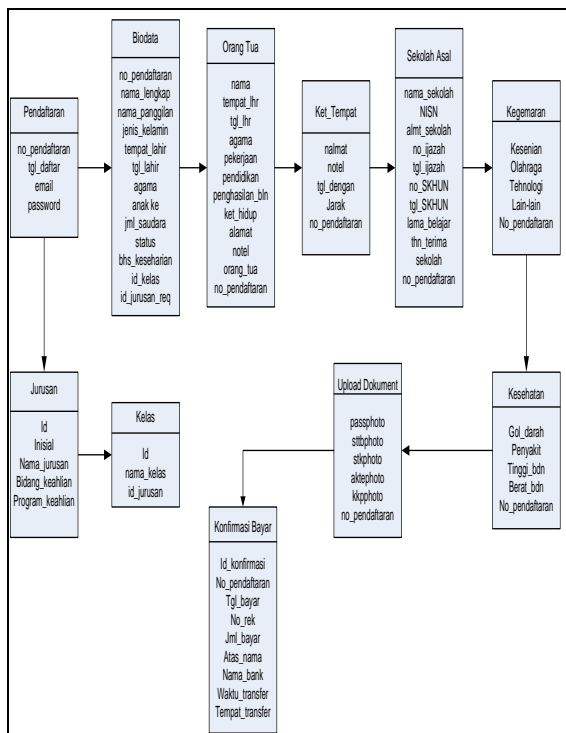 Pendaftaran
no_pendaftaran
tgl_daftar
email
password
Biodata
no_pendaftaran
nama_lengkap
nama_panggilan
jenis_kelamin
tempat_lahir
tgl_lahir
agama
anak ke
jml_saudara
status
bhs_keseharian
id_kelas
id_jurusan_req
Orang Tua
nama
tempat_lhr
tgl_lhr
agama
pekerjaan
pendidikan
penghasilan_bln
ket_hidup
alamat
notel
orang_tua
no_pendaftaran
Ket_Tempat
nalmat
notel
tgl_dengan
Jarak
no_pendaftaran
Sekolah Asal
nama_sekolah
NISN
almt_sekolah
no_ijazah
tgl_ijazah
no_SKHUN
tgl_SKHUN
lama_belajar
thn_terima
sekolah
no_pendaftaran
Kegemaran
Kesenian
Olahraga
Tehnologi
Lain-lain
No_pendaftaran
Jurusan
Id
Inisial
Nama_jurusan
Bidang_keahlian
Program_keahlian
Kelas
Id
nama_kelas
id_jurusan
Upload Dokument
passphoto
sttbphoto
stkphoto
aktephoto
kkpphoto
no_pendaftaran
Kesehatan
Gol_darah
Penyakit
Tinggi_bdn
Berat_bdn
No_pendaftaran
Konfirmasi Bayar
Id_konfirmasi
No_pendaftaran
Tgl_bayar
No_rek
Jml_bayar
Atas_nama
Nama_bank
Waktu_transfer
Tempat_transfer